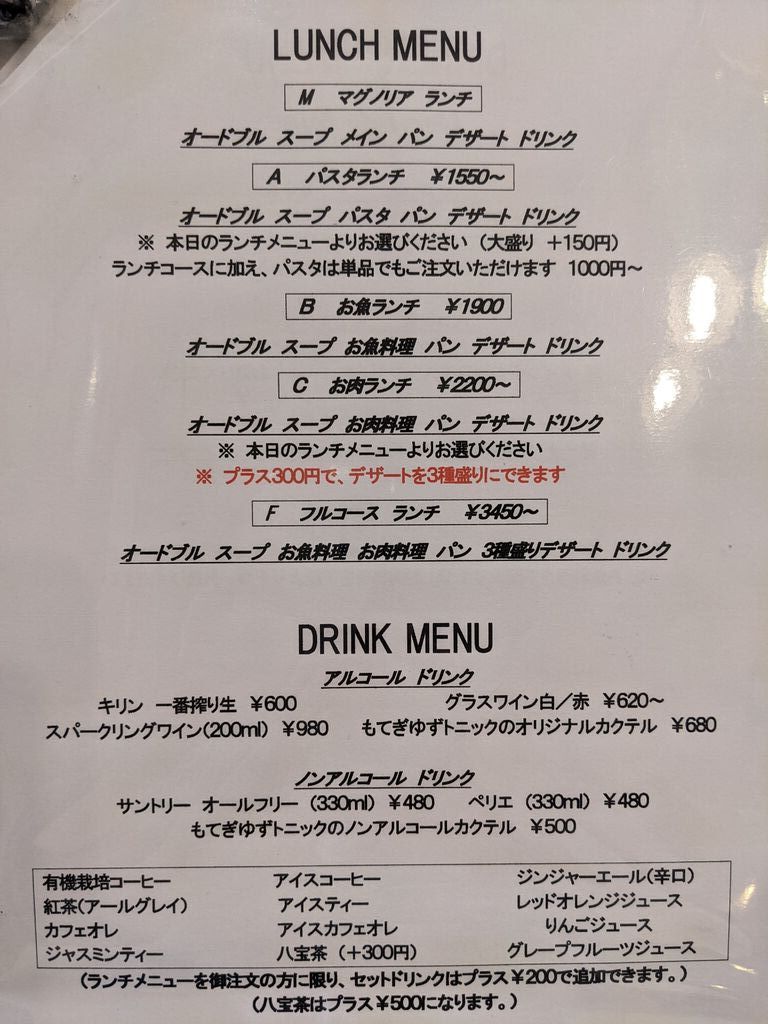 LUNCH MENU
M マグノリア ランチ
オードブル スープ メイン パン デザート ドリンク
A パスタランチ ¥1550～
オードブル スープ パスタ パン デザート ドリンク
※ 本日のランチメニューよりお選びください (大盛り +150円)
ランチコースに加え、パスタは単品でもご注文いただけます 1000円～
B お魚ランチ ¥1900
オードブル スープ お魚料理 パン デザート ドリンク
C お肉ランチ ¥2200～
オードブル スープ お肉料理 パン デザート ドリンク
※ 本日のランチメニューよりお選びください
※ プラス300円で、デザートを3種盛りにできます
F フルコース ランチ ¥3450～
オードブル スープ お魚料理 お肉料理 パン 3種盛りデザート ドリンク
DRINK MENU
アルコール ドリンク
キリン 一番搾り生 ¥600 グラスワイン白／赤 ¥620～
スパークリングワイン(200ml) ¥980 もてぎゆずトニックのオリジナルカクテル ¥680
ノンアルコール ドリンク
サントリー オールフリー (330ml) ¥480 ペリエ (330ml) ¥480
もてぎゆずトニックのノンアルコールカクテル ¥500
有機栽培コーヒー アイスコーヒー ジンジャーエール(辛口)
紅茶(アールグレイ) アイスティー レッドオレンジジュース
カフェオレ アイスカフェオレ りんごジュース
ジャスミンティー 八宝茶 (+300円) グレープフルーツジュース
(ランチメニューを御注文の方に限り、セットドリンクはプラス¥200で追加できます。)
(八宝茶はプラス¥500になります。)